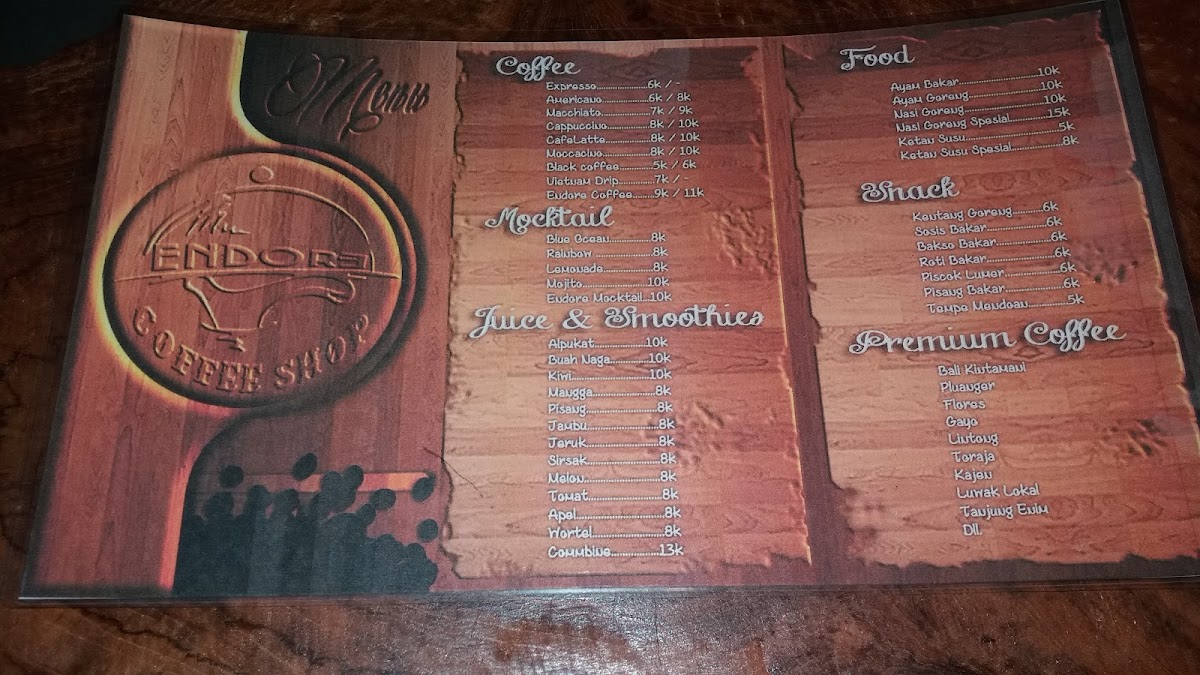 Menu
ENDORE
COFFEE SHOP
Coffee
Expresso...............6k / -
Americano..............6k / 8k
Macchiato..............7k / 9k
Cappuccino.............8k / 10k
CafeLatte..............8k / 10k
Moccacino..............8k / 10k
Black coffee..........5k / 6k
Vietnam Drip...........7k / -
Endore Coffee.......9k / 11k
Mocktail
Blue Ocean..............8k
Rainbow ................8k
Lemonade..............8k
Mojito..................10k
Endore Mocktail...10k
Juice & Smoothies
Alpukat..................10k
Buah Naga............10k
Kiwi.......................10k
Mangga...................8k
Pisang.....................8k
Jambu.....................8k
Jeruk......................8k
Sirsak.....................8k
Melon.....................8k
Tomat.....................8k
Apel.......................8k
Wortel....................8k
Commbine..............13k
Food
Ayam Bakar.........................10k
Ayam Goreng.......................10k
Nasi Goreng.........................10k
Nasi Goreng Spesial.............15k
Ketan Susu..........................5k
Ketan Susu Spesial..............8k
Snack
Kentang Goreng...........6k
Sosis Bakar..................6k
Bakso Bakar................6k
Roti Bakar...................6k
Piscok Lumer...............6k
Pisang Bakar................6k
Tempe Mendoan...........5k
Premium Coffee
Bali Kintamani
Pluanger
Flores
Gayo
Lintong
Toraja
Kajen
Luwak Lokal
Tanjung Enim
Dll.